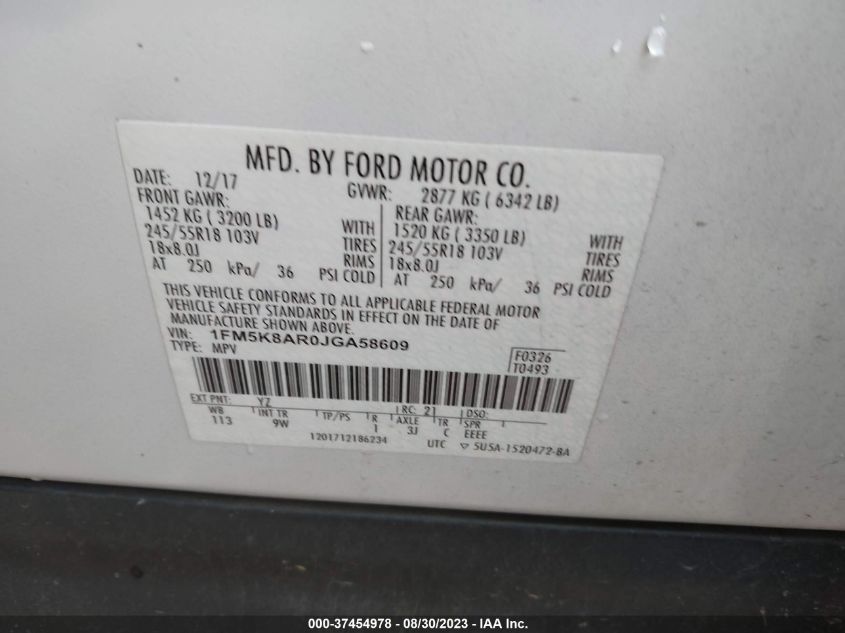 MFD. BY FORD MOTOR CO.
DATE: 12/17 GVWR: 2877 KG ( 6342 LB)
FRONT GAWR: REAR GAWR:
1452 KG ( 3200 LB) WITH 1520 KG ( 3350 LB) WITH
245/55R18 103V TIRES 245/55R18 103V TIRES
18x8.0J RIMS 18x8.0J RIMS
AT 250 kPa/ 36 PSI COLD AT 250 kPa/ 36 PSI COLD
THIS VEHICLE CONFORMS TO ALL APPLICABLE FEDERAL MOTOR
VEHICLE SAFETY STANDARDS IN EFFECT ON THE DATE OF
MANUFACTURE SHOWN ABOVE.
VIN: 1FM5K8AR0JGA58609
TYPE: MPV
F0326
T0493
EXT PNT: YZ RC: 21 DSO:
WB INT TR TP/PS R AXLE TR SPR
113 9W 1 3J C EEEE
1201712186234 UTC ▽ 5U5A-1520472-BA
000-37454978 - 08/30/2023 - IAA Inc.